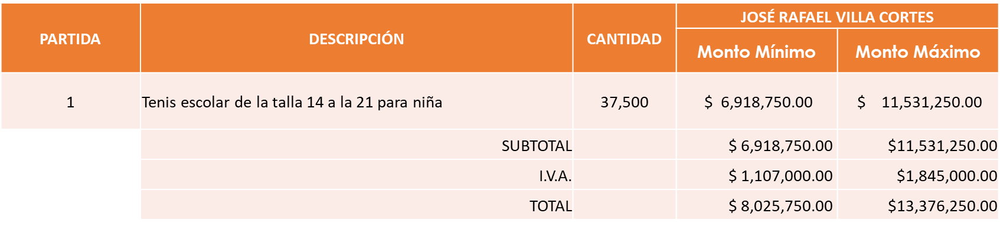 PARTIDA DESCRIPCIÓN CANTIDAD JOSÉ RAFAEL VILLA CORTES
Monto Mínimo Monto Máximo
1 Tenis escolar de la talla 14 a la 21 para niña 37,500 $ 6,918,750.00 $ 11,531,250.00
SUBTOTAL $ 6,918,750.00 $11,531,250.00
I.V.A. $ 1,107,000.00 $1,845,000.00
TOTAL $ 8,025,750.00 $13,376,250.00